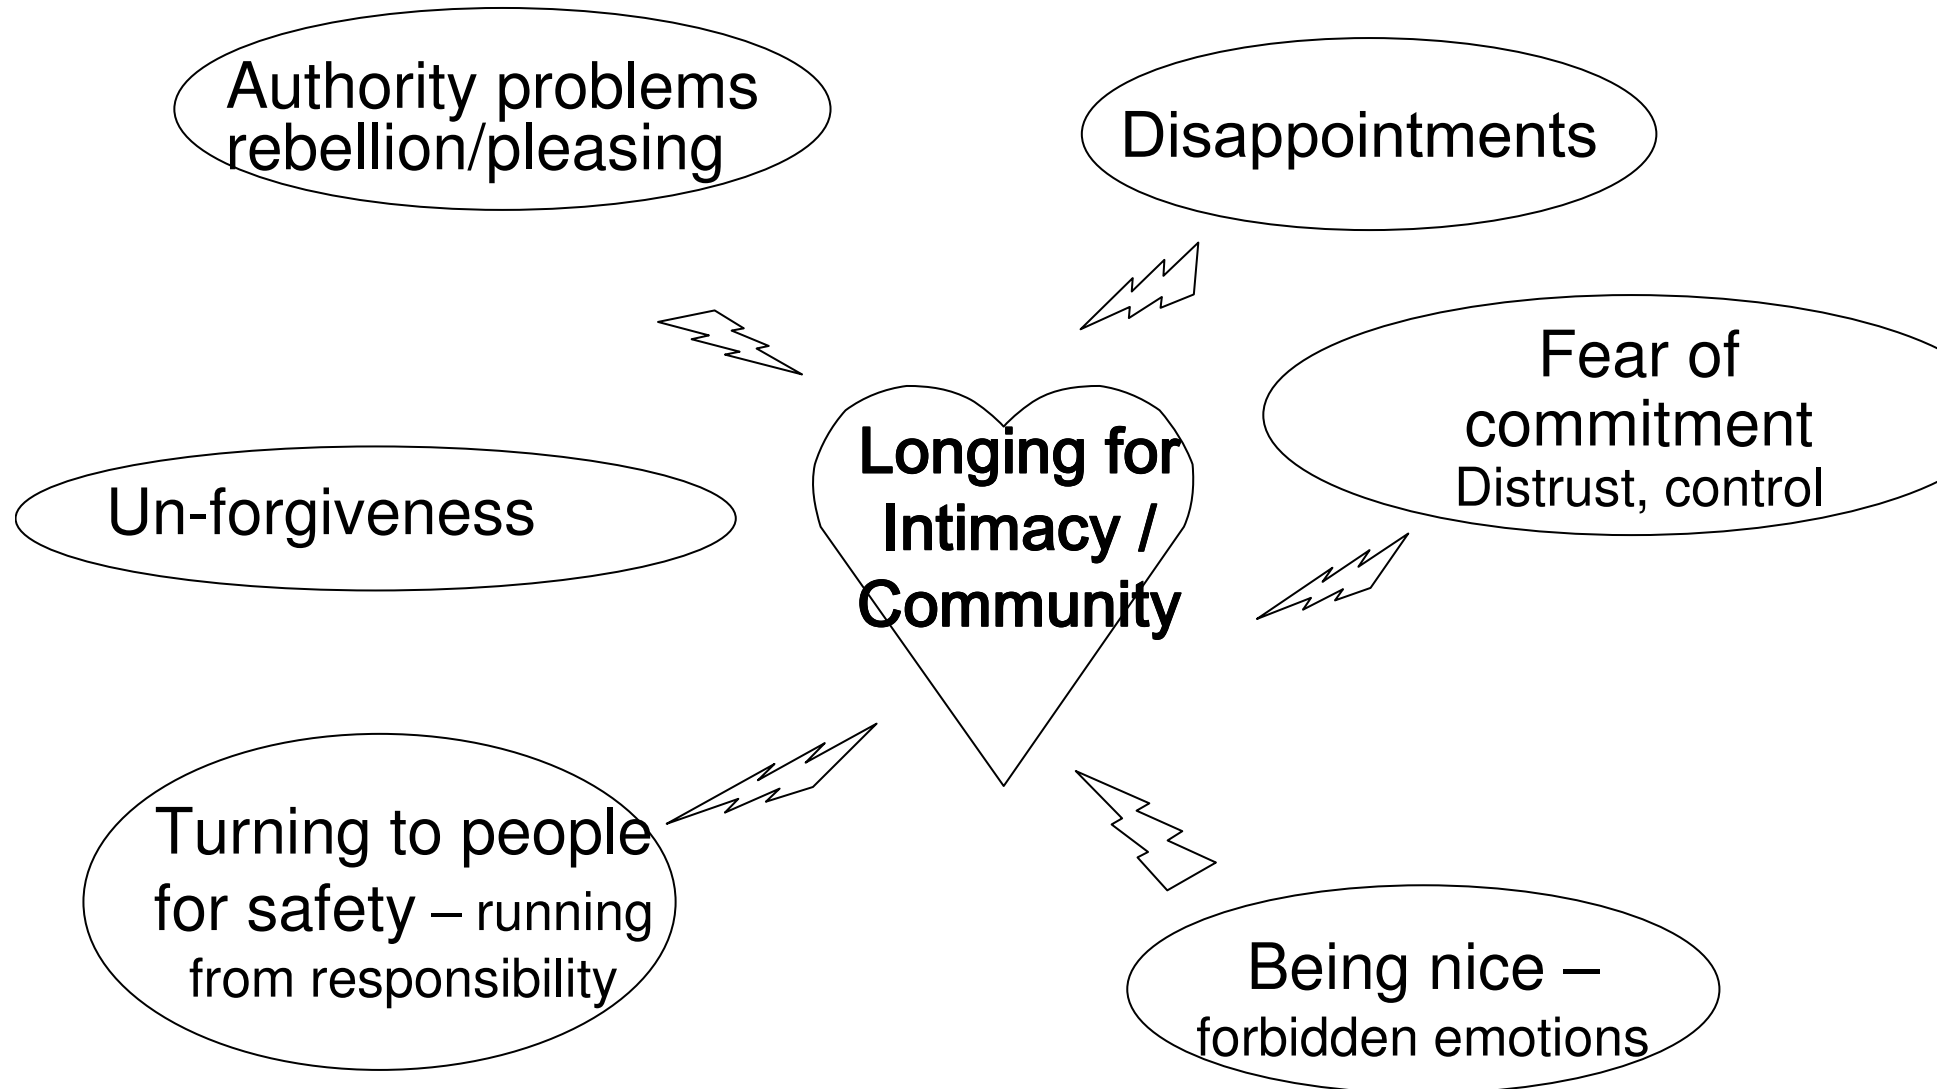 Authority problems
rebellion/pleasing
Disappointments
Fear of
commitment
Distrust, control
Longing for
Intimacy /
Community
Un-forgiveness
Turning to people
for safety – running
from responsibility
Being nice –
forbidden emotions